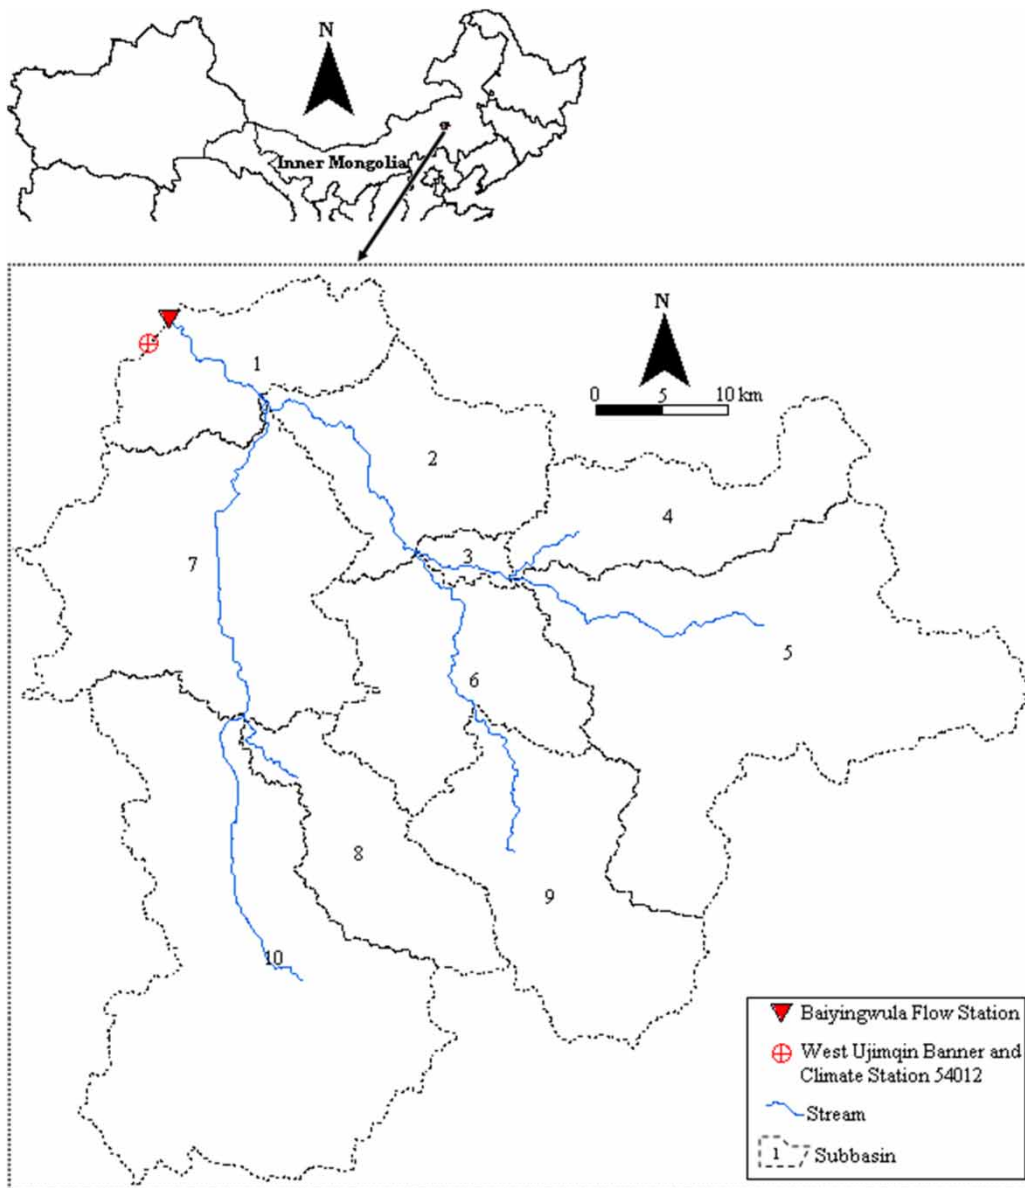 N
Inner Mongolia
N
0 5 10 km
1
2
4
3
7
5
6
8
9
10
Baiyingwula Flow Station
West Ujimqin Banner and
Climate Station 54012
Stream
1 Subbasin